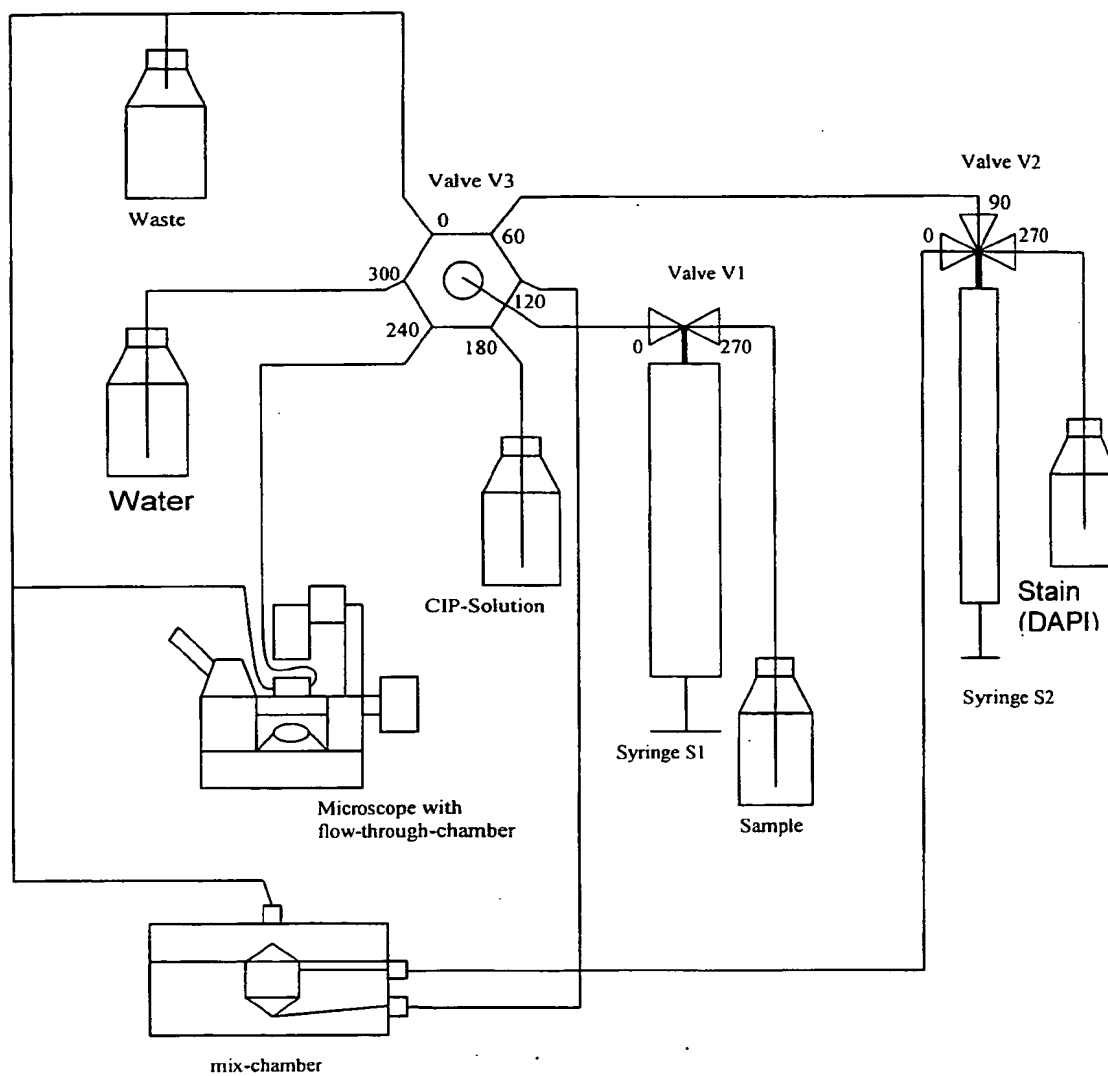 Waste
Valve V3
0
60
300
120
240
180
Valve V2
90
0
270
Valve V1
0
270
Water
CIP-Solution
Stain
(DAPI)
Syringe S2
Syringe S1
Sample
Microscope with
flow-through-chamber
mix-chamber